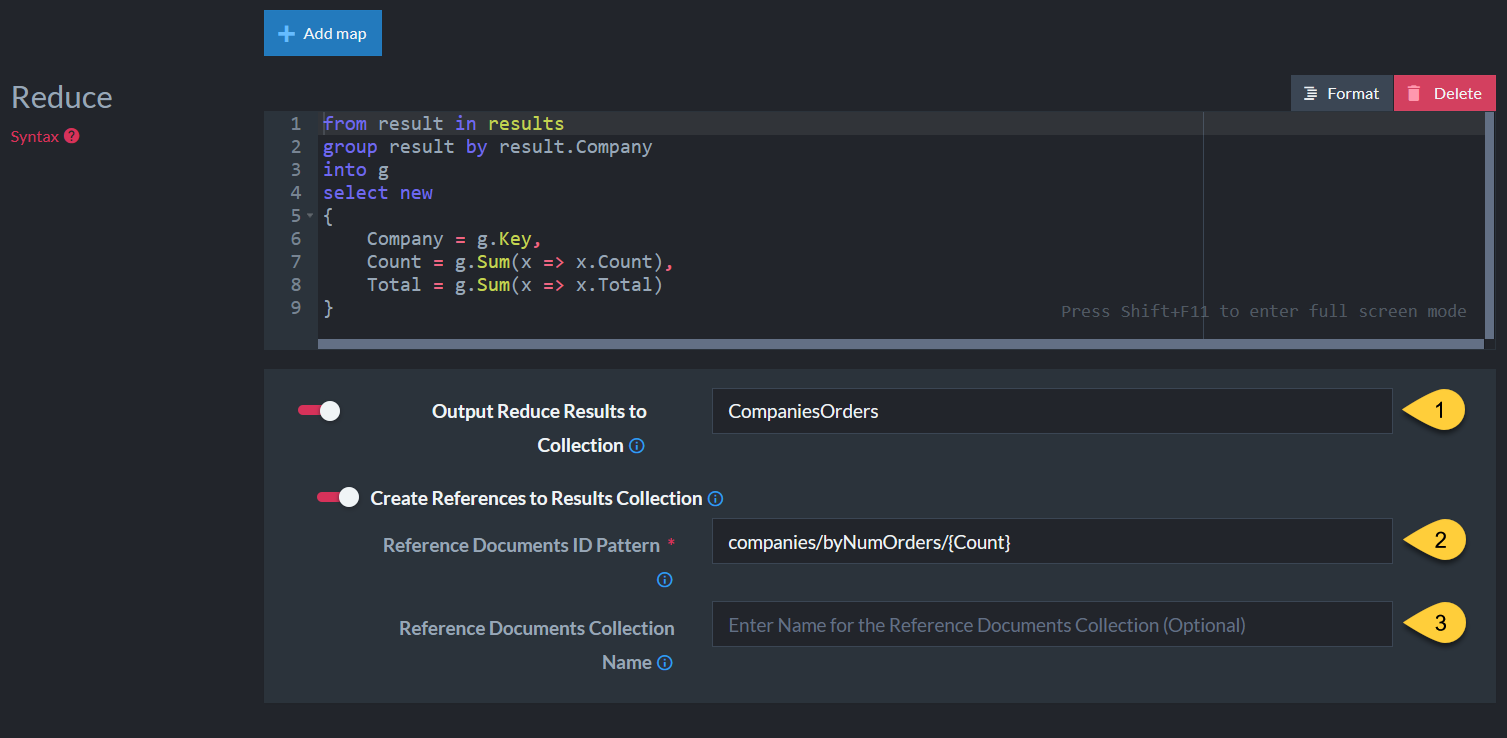 Add map
Reduce
Syntax ?
Format
Delete
1 from result in results
2 group result by result.Company
3 into g
4 select new
5 {
6 Company = g.Key,
7 Count = g.Sum(x => x.Count),
8 Total = g.Sum(x => x.Total)
9 }
Press Shift+F11 to enter full screen mode
Output Reduce Results to
Collection
CompaniesOrders
1
Create References to Results Collection
Reference Documents ID Pattern *
companies/byNumOrders/{Count}
2
Reference Documents Collection
Name
Enter Name for the Reference Documents Collection (Optional)
3